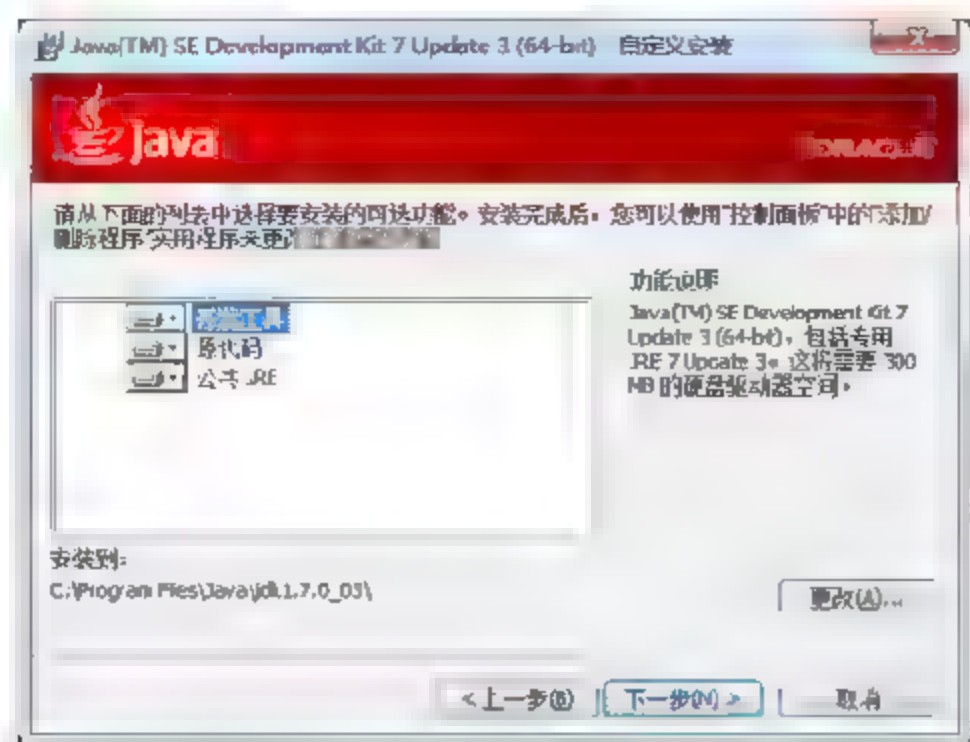 Java(TM) SE Development Kit 7 Update 3 (64-bit) 自定义安装
Java
ORACLE
请从下面的列表中选择要安装的可选功能。安装完成后,您可以使用"控制面板"中的"添加/
删除程序"实用程序来更改
功能说明
开发工具
源代码
公共 JRE
Java(TM) SE Development Kit 7
Update 3 (64-bit),包括专用
JRE 7 Update 3。这将需要 300
MB 的硬盘驱动器空间。
安装到:
C:\Program Files\Java\jdk1.7.0_03\
更改(A)...
<上一步(B)
下一步(N) >
取消